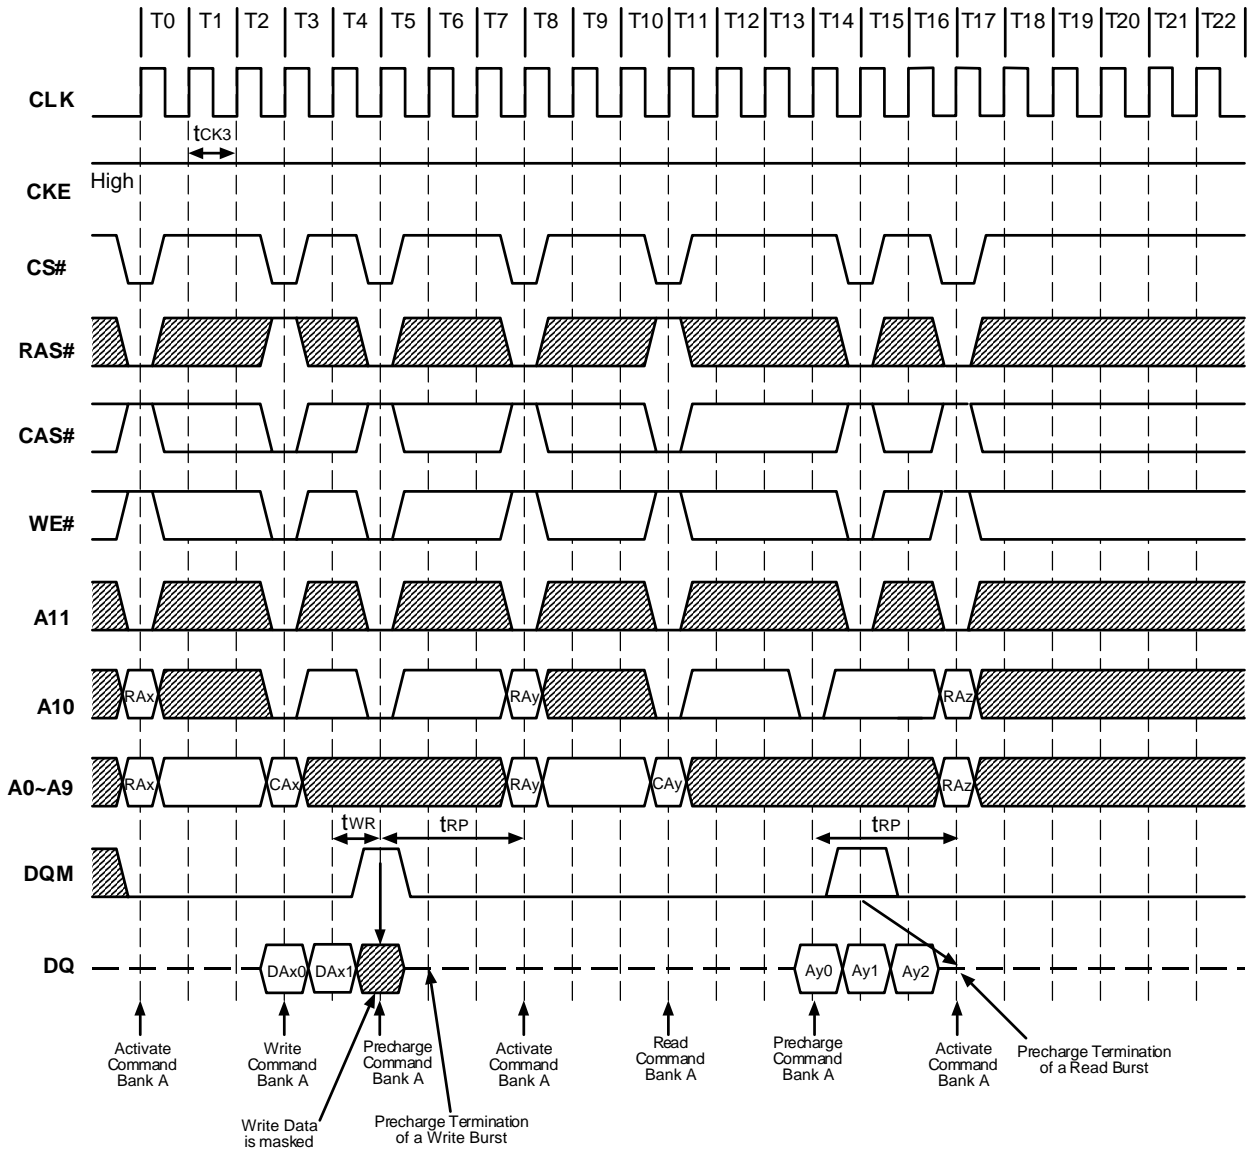 T0 T1 T2 T3 T4 T5 T6 T7 T8 T9 T10 T11 T12 T13 T14 T15 T16 T17 T18 T19 T20 T21 T22
CLK
tCK3
High
CKE
CS#
RAS#
CAS#
WE#
A11
A10 RAx RAy RAz
A0~A9 RAx CAx RAy CAy RAz
tWR tRP tRP
DQM
DQ DAx0 DAx1 Ay0 Ay1 Ay2
Activate
Command
Bank A
Write
Command
Bank A
Precharge
Command
Bank A
Activate
Command
Bank A
Read
Command
Bank A
Precharge
Command
Bank A
Activate
Command
Bank A
Precharge Termination
of a Read Burst
Write Data
is masked
Precharge Termination
of a Write Burst